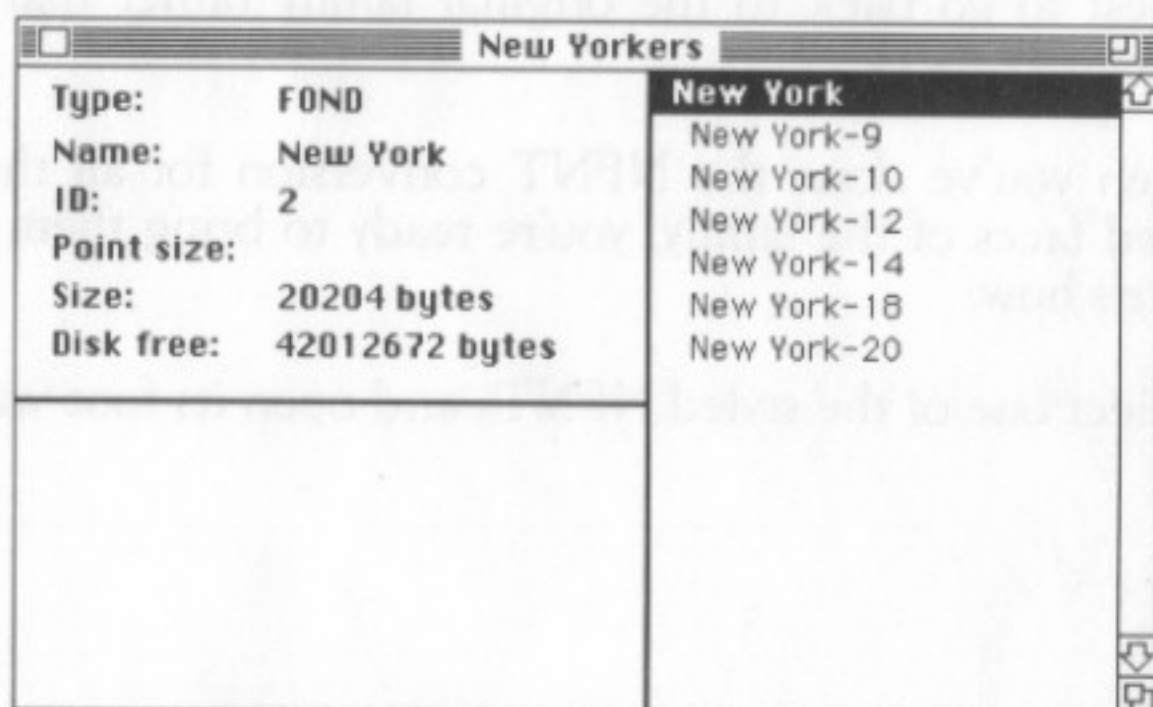 New Yorkers
Type: FOND
Name: New York
ID: 2
Point size:
Size: 20204 bytes
Disk free: 42012672 bytes
New York
New York-9
New York-10
New York-12
New York-14
New York-18
New York-20